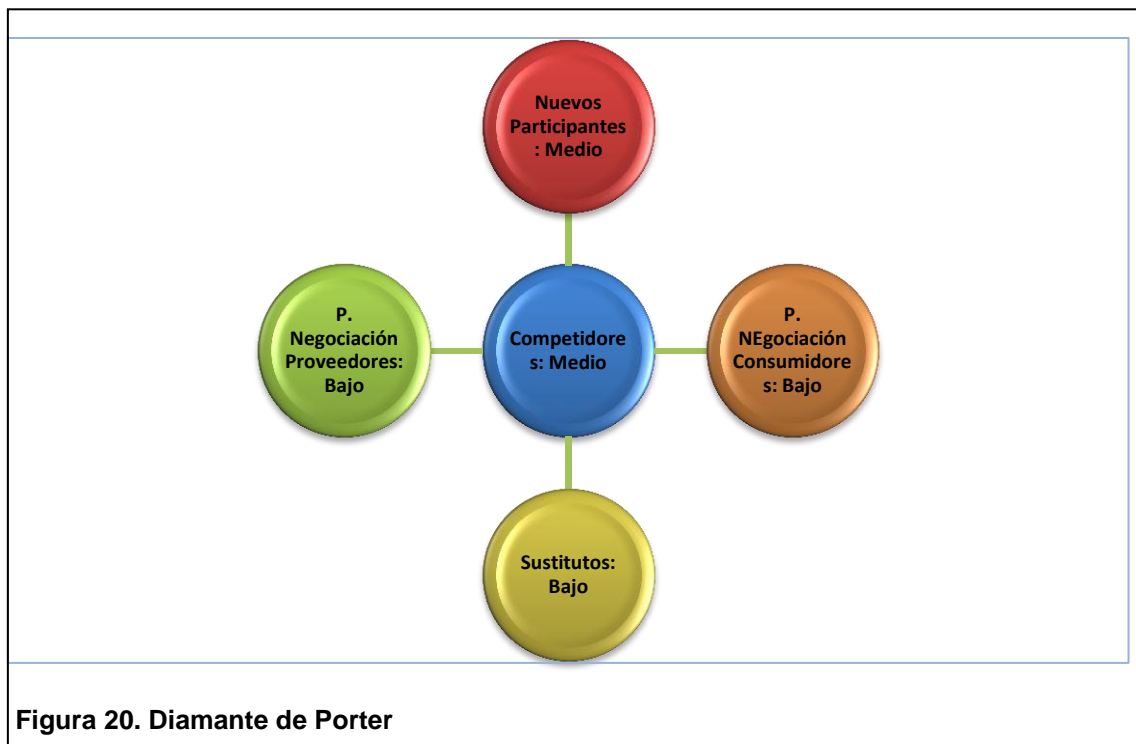 Nuevos
Participantes
: Medio
P.
Negociación
Proveedores:
Bajo
Competidore
s: Medio
P.
NEgociación
Consumidore
s: Bajo
Sustitutos:
Bajo
Figura 20. Diamante de Porter